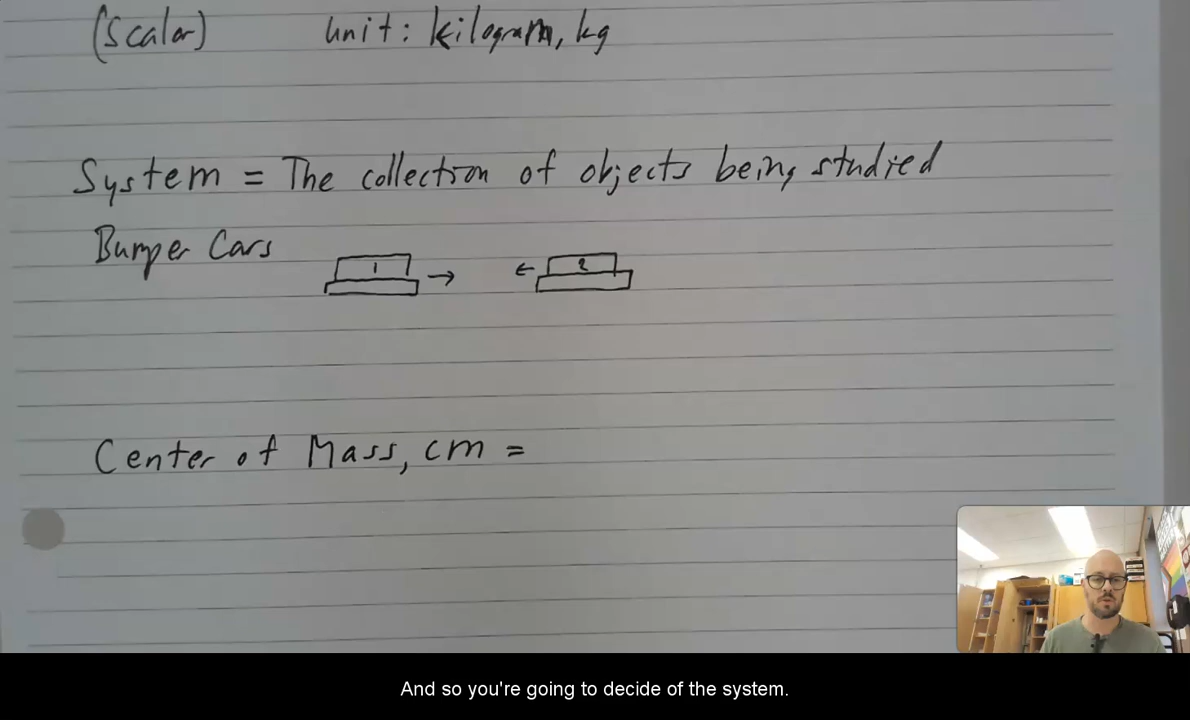 (Scalar) Unit: kilogram, kg
System = The collection of objects being studied
Bumper Cars 1 → ← 2
Center of Mass, cm =
And so you're going to decide of the system.